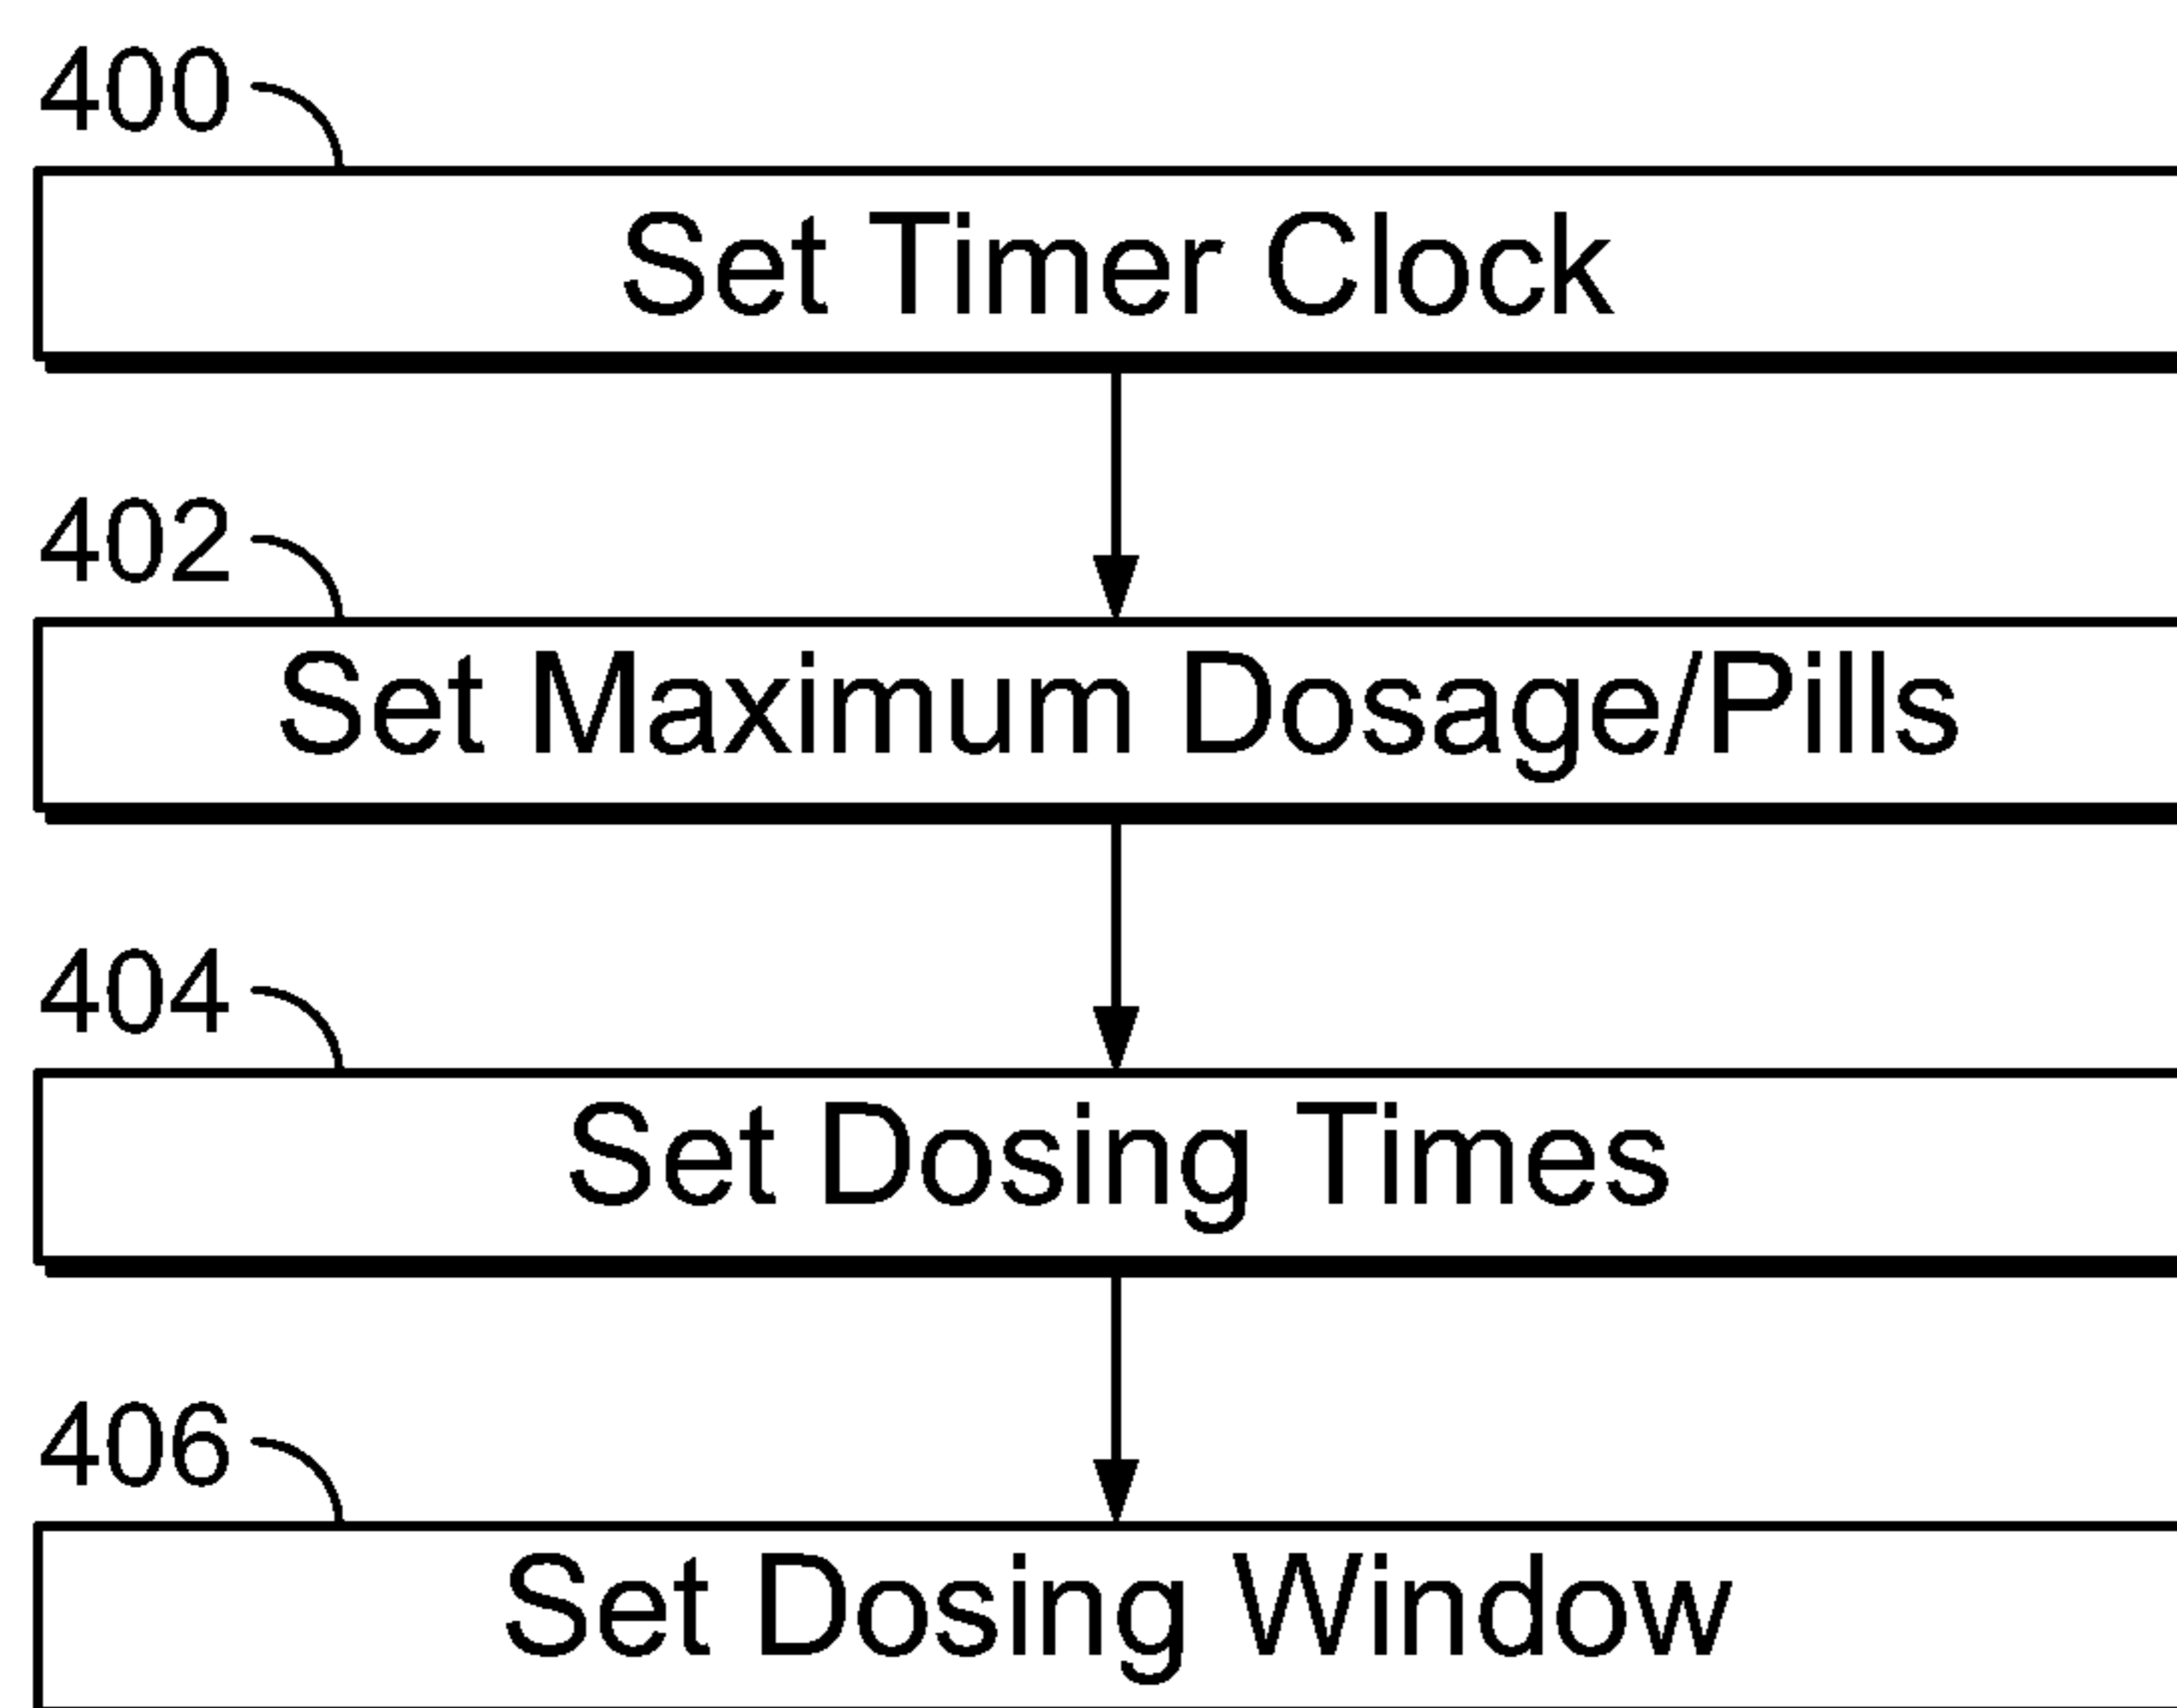 400
Set Timer Clock
402
Set Maximum Dosage/Pills
404
Set Dosing Times
406
Set Dosing Window